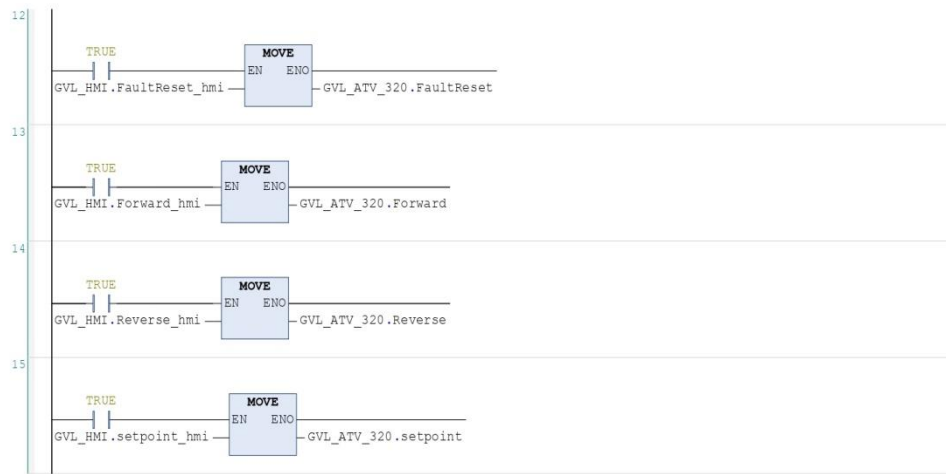 12
TRUE
MOVE
EN ENO
GVL_HMI.FaultReset_hmi GVL_ATV_320.FaultReset
13
TRUE
MOVE
EN ENO
GVL_HMI.Forward_hmi GVL_ATV_320.Forward
14
TRUE
MOVE
EN ENO
GVL_HMI.Reverse_hmi GVL_ATV_320.Reverse
15
TRUE
MOVE
EN ENO
GVL_HMI.setpoint_hmi GVL_ATV_320.setpoint